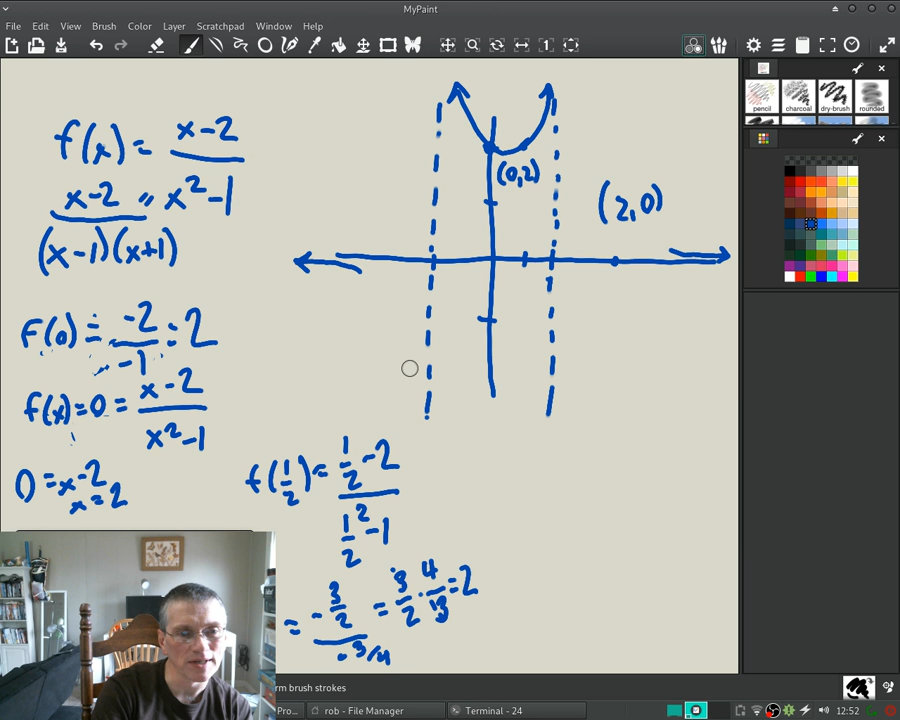 MyPaint
File Edit View Brush Color Layer Scratchpad Window Help
pencil charcoal dry-brush rounded
f(x) = x-2
x-2 = x²-1
(x-1)(x+1)
(0,2)
(2,0)
f(0) = -2 = 2
-1
f(x) = 0 = x-2
x²-1
0 = x-2
x = 2
f(1/2) = 1/2 - 2
1/2² - 1
= -3/2 = 3/2 · 4/3 = 2
-3/4
rm brush strokes
Pro... rob - File Manager Terminal - 24 12:52